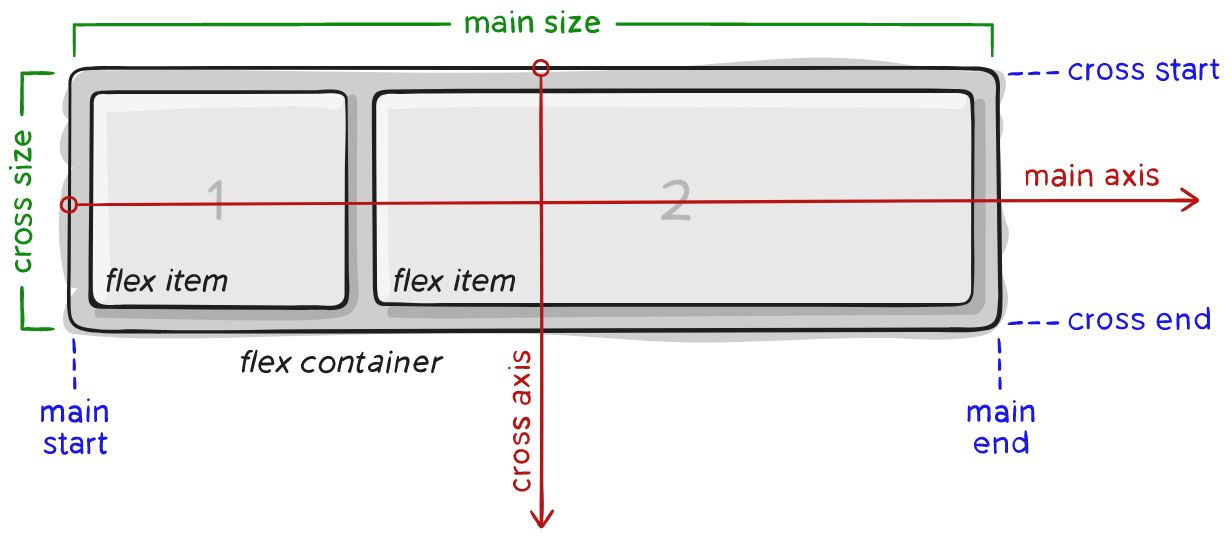 main size
cross start
cross size
main axis
1
2
flex item
flex item
cross end
flex container
cross axis
main
start
main
end